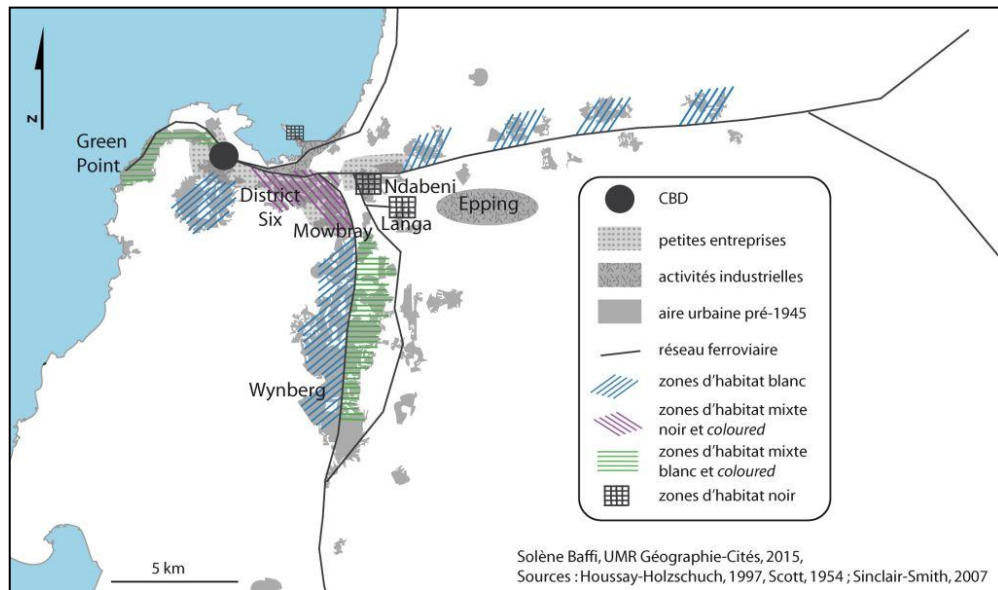 N
Green
Point
District
Six
Mowbray
Ndabeni
Langa
Epping
Wynberg
5 km
CBD
petites entreprises
activités industrielles
aire urbaine pré-1945
réseau ferroviaire
zones d'habitat blanc
zones d'habitat mixte
noir et coloured
zones d'habitat mixte
blanc et coloured
zones d'habitat noir
Solène Baffi, UMR Géographie-Cités, 2015,
Sources : Houssay-Holzschuch, 1997, Scott, 1954 ; Sinclair-Smith, 2007